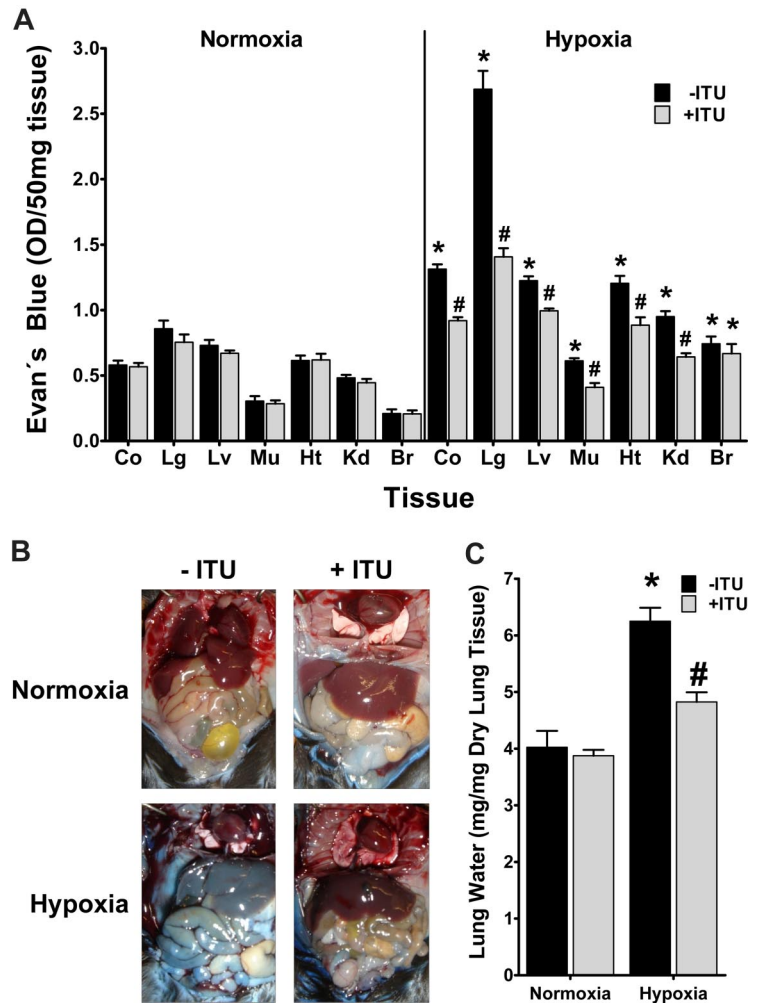 A
Normoxia
Hypoxia
Evan´s Blue (OD/50mg tissue)
3.0
2.5
2.0
1.5
1.0
0.5
0.0
-ITU
+ITU
*
#
*
#
*
#
*
#
*
#
*
#
*
*
Co Lg Lv Mu Ht Kd Br Co Lg Lv Mu Ht Kd Br
Tissue
B
- ITU + ITU
Normoxia
Hypoxia
C
Lung Water (mg/mg Dry Lung Tissue)
7
6
5
4
3
2
1
0
-ITU
+ITU
*
#
Normoxia Hypoxia